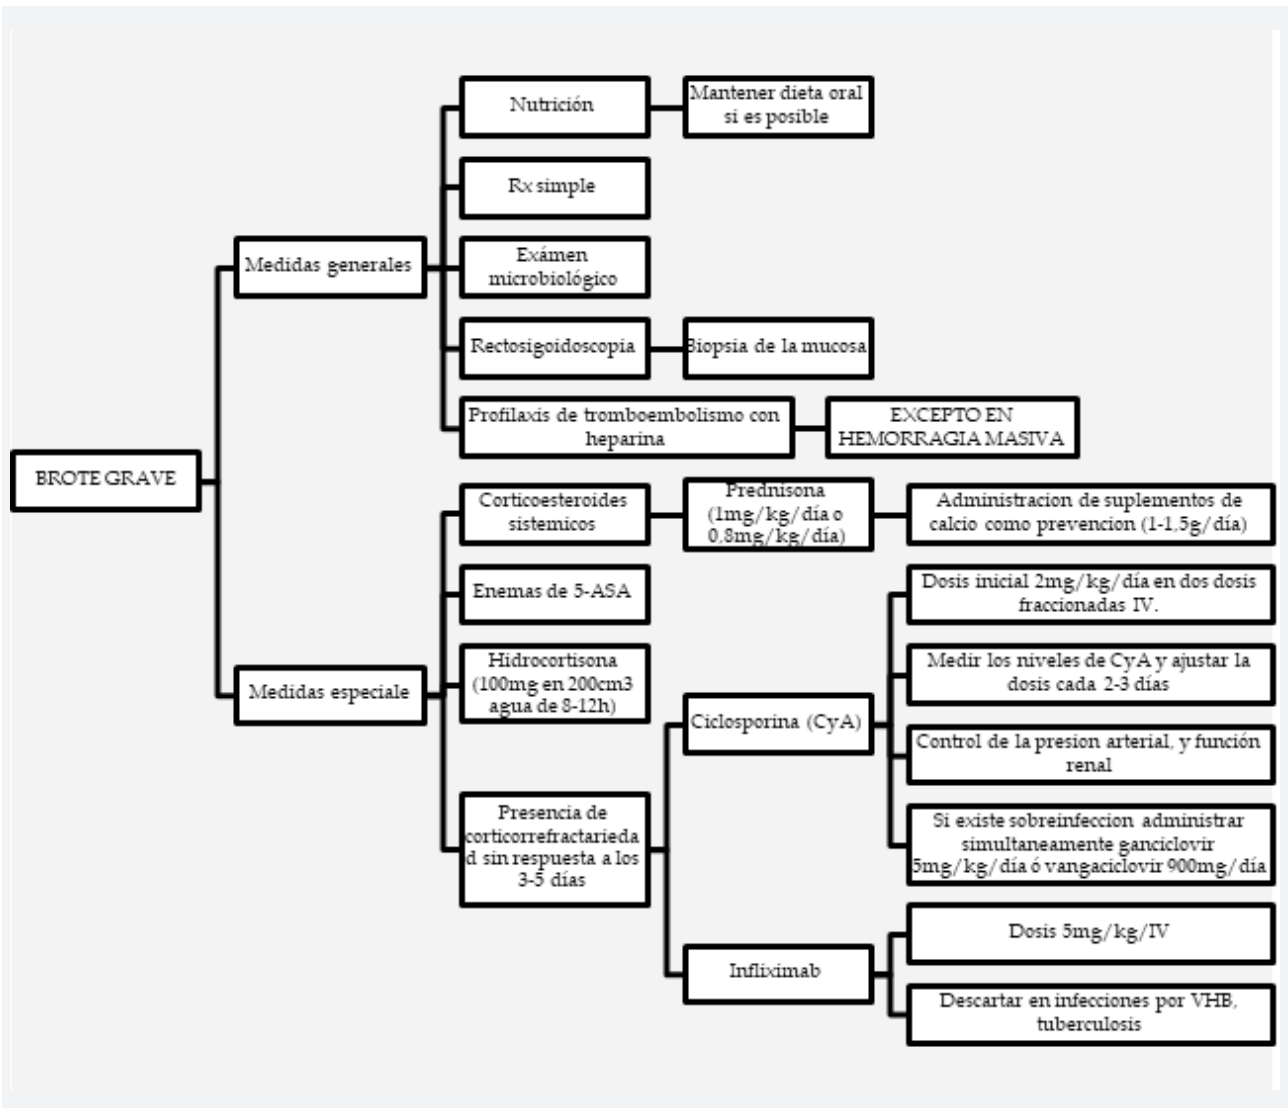 BROTE GRAVE
Medidas generales
Nutrición
Mantener dieta oral
si es posible
Rx simple
Exámen
microbiológico
Rectosigoidoscopia
Biopsia de la mucosa
Profilaxis de tromboembolismo con
heparina
EXCEPTO EN
HEMORRAGIA MASIVA
Medidas especiale
Corticoesteroides
sistemicos
Prednisona
(1mg/kg/día o
0,8mg/kg/día)
Administracion de suplementos de
calcio como prevencion (1-1,5g/día)
Enemas de 5-ASA
Hidrocortisona
(100mg en 200cm3
agua de 8-12h)
Presencia de
corticorrefractarieda
d sin respuesta a los
3-5 días
Ciclosporina (CyA)
Dosis inicial 2mg/kg/día en dos dosis
fraccionadas IV.
Medir los niveles de CyA y ajustar la
dosis cada 2-3 días
Control de la presion arterial, y función
renal
Si existe sobreinfeccion administrar
simultaneamente ganciclovir
5mg/kg/día ó vangaciclovir 900mg/día
Infliximab
Dosis 5mg/kg/IV
Descartar en infecciones por VHB,
tuberculosis